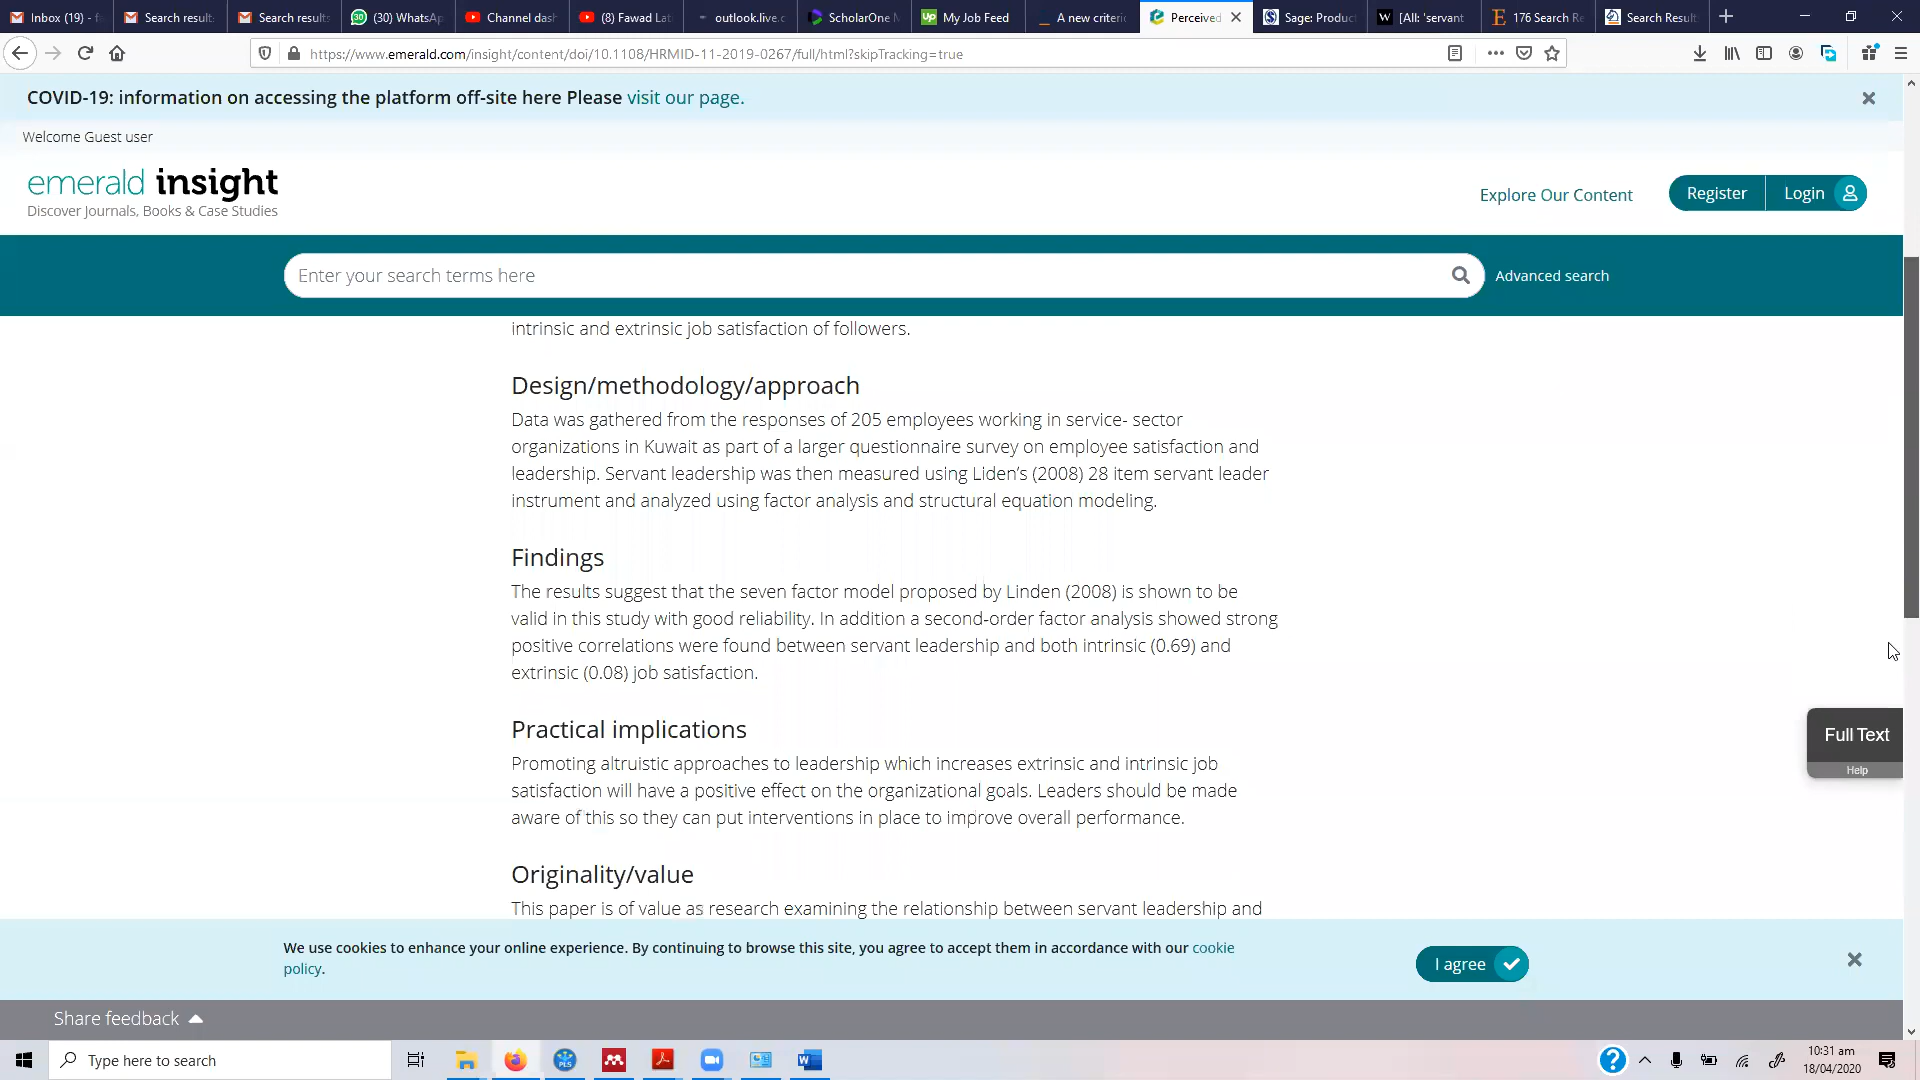 Inbox (19) - f
Search result
Search result
(30) WhatsAp
Channel das
(8) Fawad Lat
outlook.live.c
ScholarOne M
My Job Feed
A new criteri
Perceived
Sage: Produc
[All: 'servant
176 Search Re
Search Result
https://www.emerald.com/insight/content/doi/10.1108/HRMID-11-2019-0267/full/html?skipTracking=true
COVID-19: information on accessing the platform off-site here Please visit our page.
Welcome Guest user
emerald insight
Discover Journals, Books & Case Studies
Explore Our Content
Register
Login
Enter your search terms here
Advanced search
intrinsic and extrinsic job satisfaction of followers.
Design/methodology/approach
Data was gathered from the responses of 205 employees working in service- sector
organizations in Kuwait as part of a larger questionnaire survey on employee satisfaction and
leadership. Servant leadership was then measured using Liden’s (2008) 28 item servant leader
instrument and analyzed using factor analysis and structural equation modeling.
Findings
The results suggest that the seven factor model proposed by Linden (2008) is shown to be
valid in this study with good reliability. In addition a second-order factor analysis showed strong
positive correlations were found between servant leadership and both intrinsic (0.69) and
extrinsic (0.08) job satisfaction.
Full Text
Help
Practical implications
Promoting altruistic approaches to leadership which increases extrinsic and intrinsic job
satisfaction will have a positive effect on the organizational goals. Leaders should be made
aware of this so they can put interventions in place to improve overall performance.
Originality/value
This paper is of value as research examining the relationship between servant leadership and
We use cookies to enhance your online experience. By continuing to browse this site, you agree to accept them in accordance with our cookie
policy.
I agree
Share feedback
Type here to search
10:31 am
18/04/2020